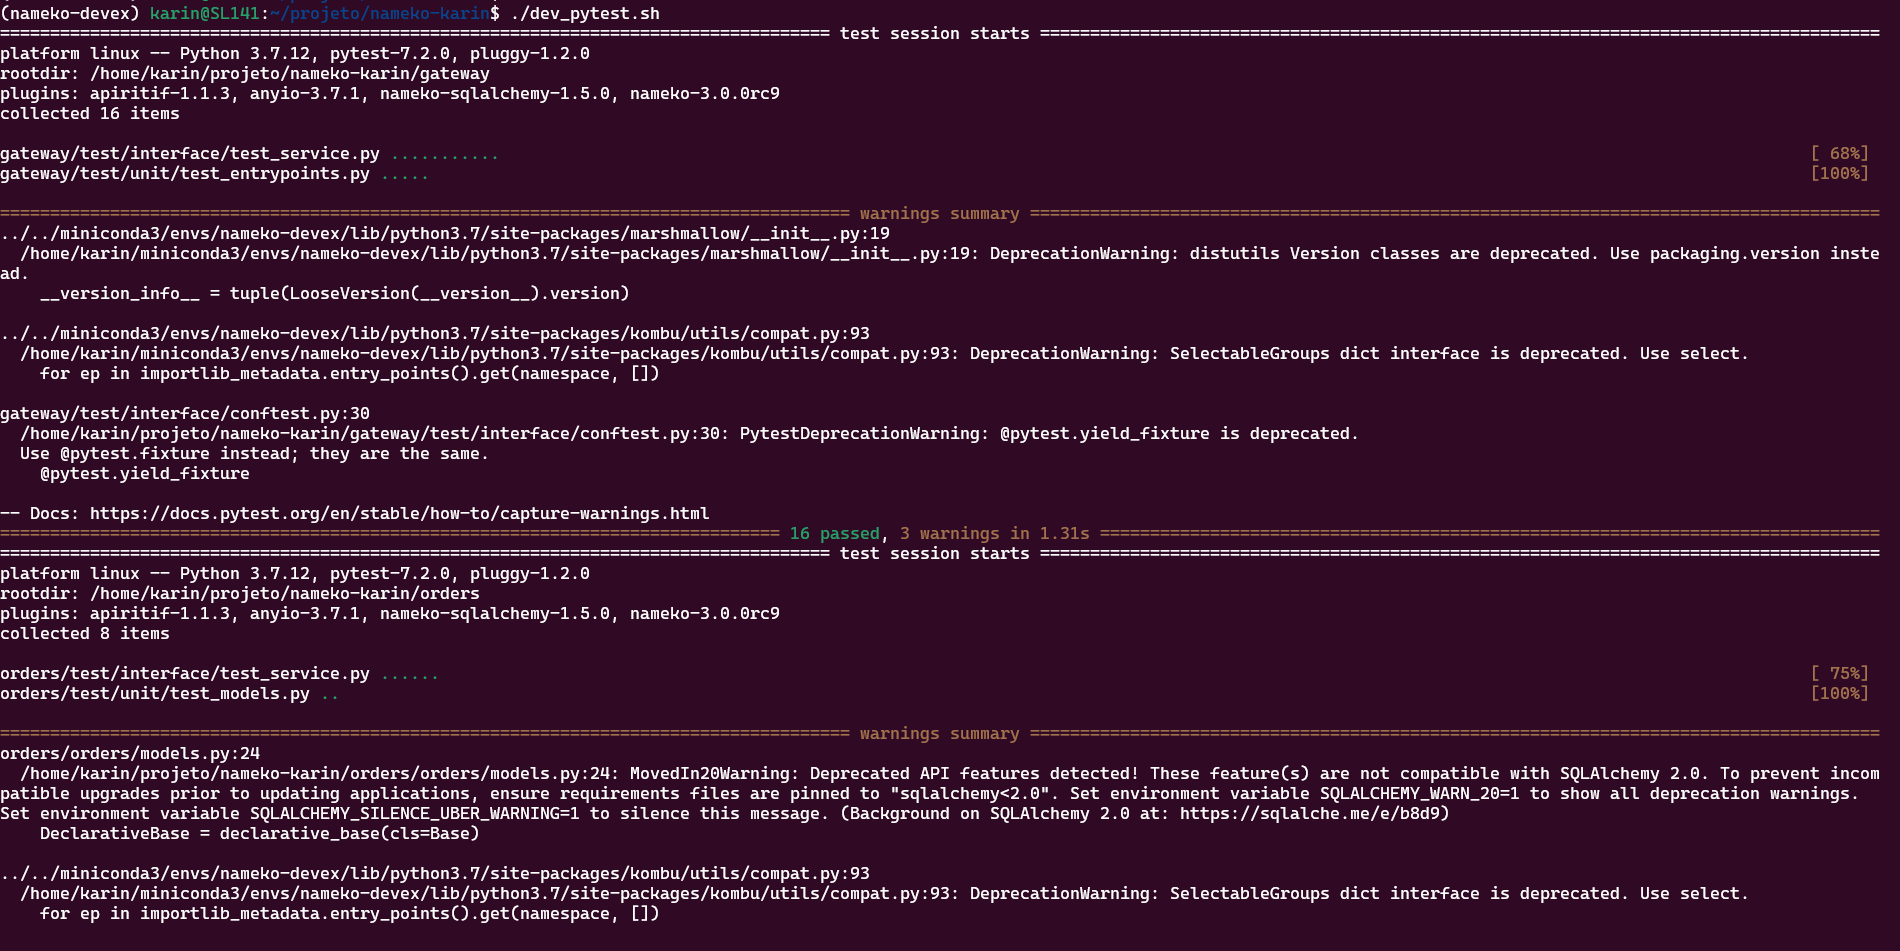 (nameko-devex) karin@SL141:~/projeto/nameko-karin$ ./dev_pytest.sh
=================================================================================== test session starts ====================================================================================
platform linux -- Python 3.7.12, pytest-7.2.0, pluggy-1.2.0
rootdir: /home/karin/projeto/nameko-karin/gateway
plugins: apiritif-1.1.3, anyio-3.7.1, nameko-sqlalchemy-1.5.0, nameko-3.0.0rc9
collected 16 items
gateway/test/interface/test_service.py ........... [ 68%]
gateway/test/unit/test_entrypoints.py ..... [100%]
===================================================================================== warnings summary =====================================================================================
../../miniconda3/envs/nameko-devex/lib/python3.7/site-packages/marshmallow/__init__.py:19
/home/karin/miniconda3/envs/nameko-devex/lib/python3.7/site-packages/marshmallow/__init__.py:19: DeprecationWarning: distutils Version classes are deprecated. Use packaging.version inste
ad.
__version_info__ = tuple(LooseVersion(__version__).version)
../../miniconda3/envs/nameko-devex/lib/python3.7/site-packages/kombu/utils/compat.py:93
/home/karin/miniconda3/envs/nameko-devex/lib/python3.7/site-packages/kombu/utils/compat.py:93: DeprecationWarning: SelectableGroups dict interface is deprecated. Use select.
for ep in importlib_metadata.entry_points().get(namespace, [])
gateway/test/interface/conftest.py:30
/home/karin/projeto/nameko-karin/gateway/test/interface/conftest.py:30: PytestDeprecationWarning: @pytest.yield_fixture is deprecated.
Use @pytest.fixture instead; they are the same.
@pytest.yield_fixture
-- Docs: https://docs.pytest.org/en/stable/how-to/capture-warnings.html
============================================================================== 16 passed, 3 warnings in 1.31s ==============================================================================
=================================================================================== test session starts ====================================================================================
platform linux -- Python 3.7.12, pytest-7.2.0, pluggy-1.2.0
rootdir: /home/karin/projeto/nameko-karin/orders
plugins: apiritif-1.1.3, anyio-3.7.1, nameko-sqlalchemy-1.5.0, nameko-3.0.0rc9
collected 8 items
orders/test/interface/test_service.py ...... [ 75%]
orders/test/unit/test_models.py .. [100%]
===================================================================================== warnings summary =====================================================================================
orders/orders/models.py:24
/home/karin/projeto/nameko-karin/orders/orders/models.py:24: MovedIn20Warning: Deprecated API features detected! These feature(s) are not compatible with SQLAlchemy 2.0. To prevent incom
patible upgrades prior to updating applications, ensure requirements files are pinned to "sqlalchemy<2.0". Set environment variable SQLALCHEMY_WARN_20=1 to show all deprecation warnings.
Set environment variable SQLALCHEMY_SILENCE_UBER_WARNING=1 to silence this message. (Background on SQLAlchemy 2.0 at: https://sqlalche.me/e/b8d9)
DeclarativeBase = declarative_base(cls=Base)
../../miniconda3/envs/nameko-devex/lib/python3.7/site-packages/kombu/utils/compat.py:93
/home/karin/miniconda3/envs/nameko-devex/lib/python3.7/site-packages/kombu/utils/compat.py:93: DeprecationWarning: SelectableGroups dict interface is deprecated. Use select.
for ep in importlib_metadata.entry_points().get(namespace, [])